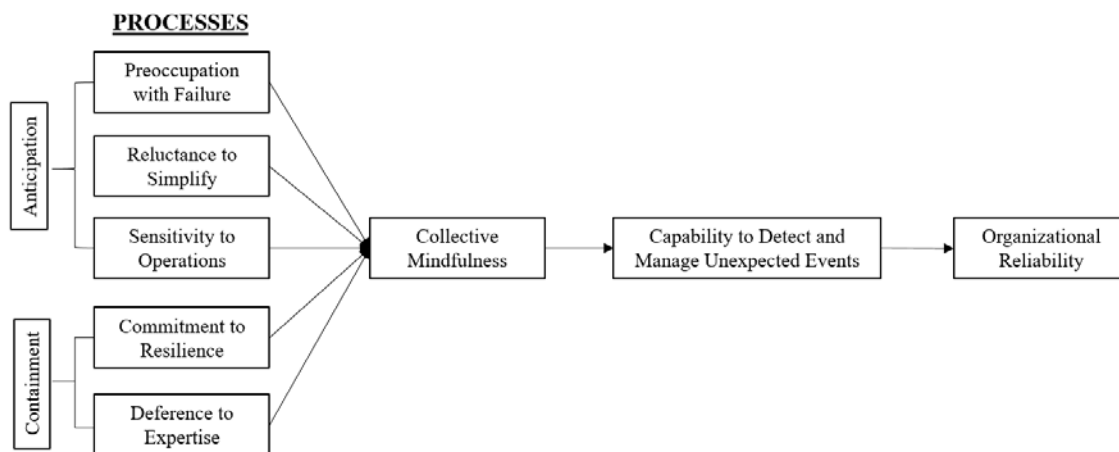 PROCESSES
Anticipation
Preoccupation
with Failure
Reluctance to
Simplify
Sensitivity to
Operations
Containment
Commitment to
Resilience
Deference to
Expertise
Collective
Mindfulness
Capability to Detect and
Manage Unexpected Events
Organizational
Reliability